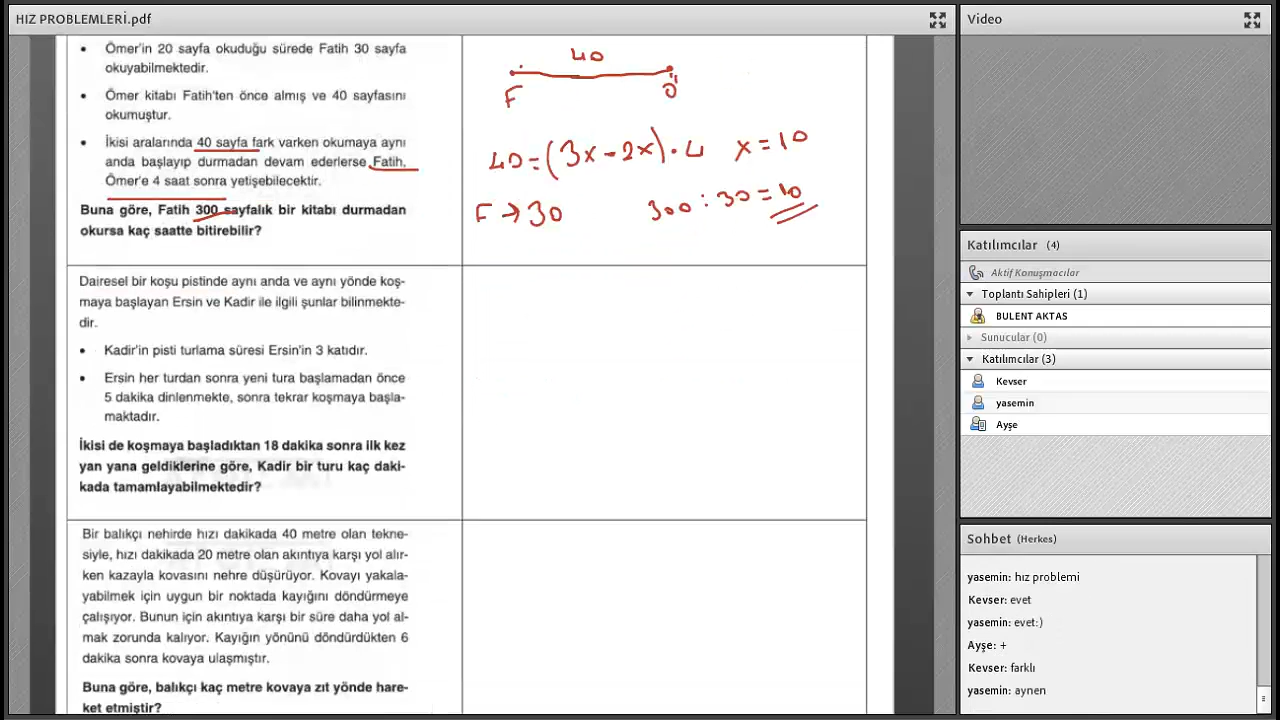 HIZ PROBLEMLERİ.pdf
Ömer'in 20 sayfa okuduğu sürede Fatih 30 sayfa
okuyabilmektedir.
Ömer kitabı Fatih'ten önce almış ve 40 sayfasını
okumuştur.
İkisi aralarında 40 sayfa fark varken okumaya aynı
anda başlayıp durmadan devam ederlerse Fatih,
Ömer'e 4 saat sonra yetişebilecektir.
Buna göre, Fatih 300 sayfalık bir kitabı durmadan
okursa kaç saatte bitirebilir?
40
F Ö
40=(3x-2x)·4 x=10
F→30 300:30=10
Dairesel bir koşu pistinde aynı anda ve aynı yönde koş-
maya başlayan Ersin ve Kadir ile ilgili şunlar bilinmekte-
dir.
Kadir'in pisti turlama süresi Ersin'in 3 katıdır.
Ersin her turdan sonra yeni tura başlamadan önce
5 dakika dinlenmekte, sonra tekrar koşmaya başla-
maktadır.
İkisi de koşmaya başladıktan 18 dakika sonra ilk kez
yan yana geldiklerine göre, Kadir bir turu kaç daki-
kada tamamlayabilmektedir?
Bir balıkçı nehirde hızı dakikada 40 metre olan tekne-
siyle, hızı dakikada 20 metre olan akıntıya karşı yol alır-
ken kazayla kovasını nehre düşürüyor. Kovayı yakala-
yabilmek için uygun bir noktada kayığını döndürmeye
çalışıyor. Bunun için akıntıya karşı bir süre daha yol al-
mak zorunda kalıyor. Kayığın yönünü döndürdükten 6
dakika sonra kovaya ulaşmıştır.
Buna göre, balıkçı kaç metre kovaya zıt yönde hare-
ket etmiştir?
Video
Katılımcılar (4)
Aktif Konuşmacılar
Toplantı Sahipleri (1)
BULENT AKTAS
Sunucular (0)
Katılımcılar (3)
Kevser
yasemin
Ayşe
Sohbet (Herkes)
yasemin: hız problemi
Kevser: evet
yasemin: evet:)
Ayşe: +
Kevser: farklı
yasemin: aynen